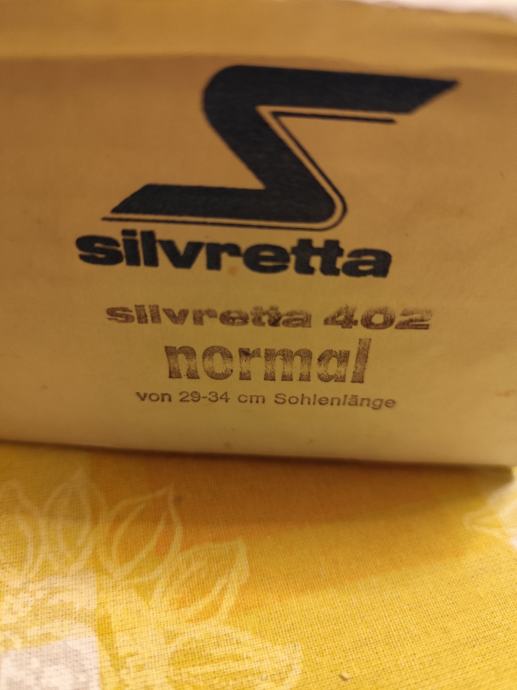 silvretta
silvretta 402
normal
von 29-34 cm Sohlenlänge